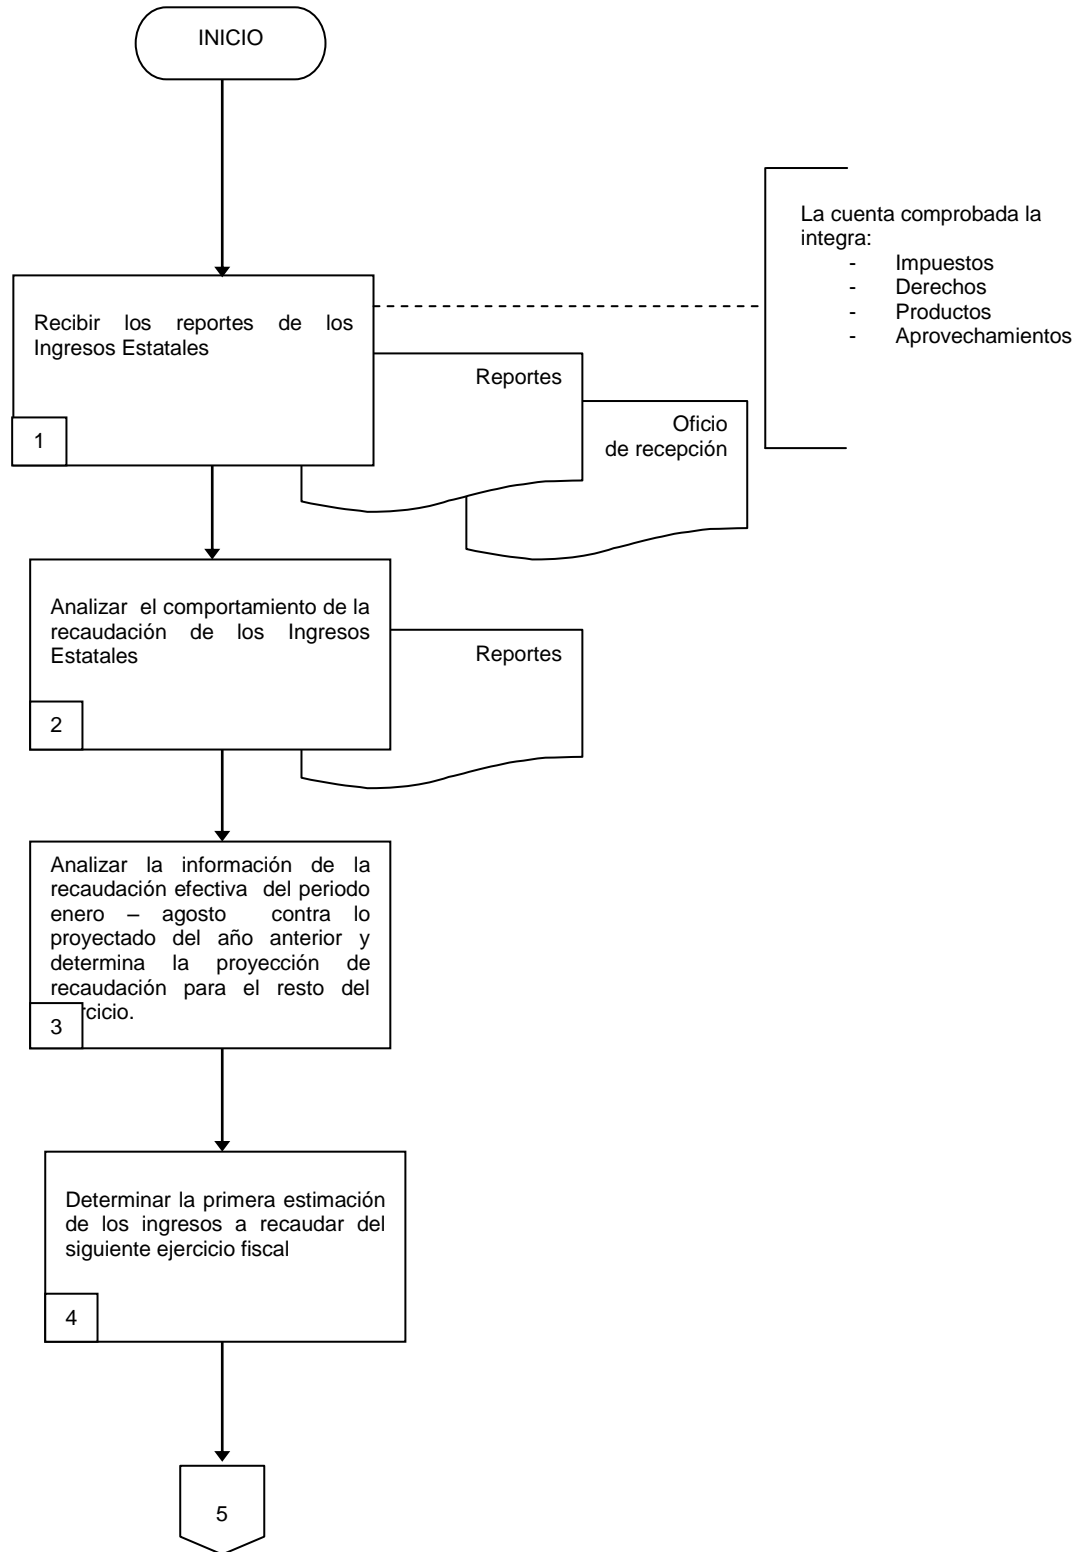 INICIO
La cuenta comprobada la
integra:
- Impuestos
- Derechos
- Productos
- Aprovechamientos
Recibir los reportes de los
Ingresos Estatales
1
Reportes
Oficio
de recepción
Analizar el comportamiento de la
recaudación de los Ingresos
Estatales
2
Reportes
Analizar la información de la
recaudación efectiva del periodo
enero – agosto contra lo
proyectado del año anterior y
determina la proyección de
recaudación para el resto del
rcicio.
3
Determinar la primera estimación
de los ingresos a recaudar del
siguiente ejercicio fiscal
4
5